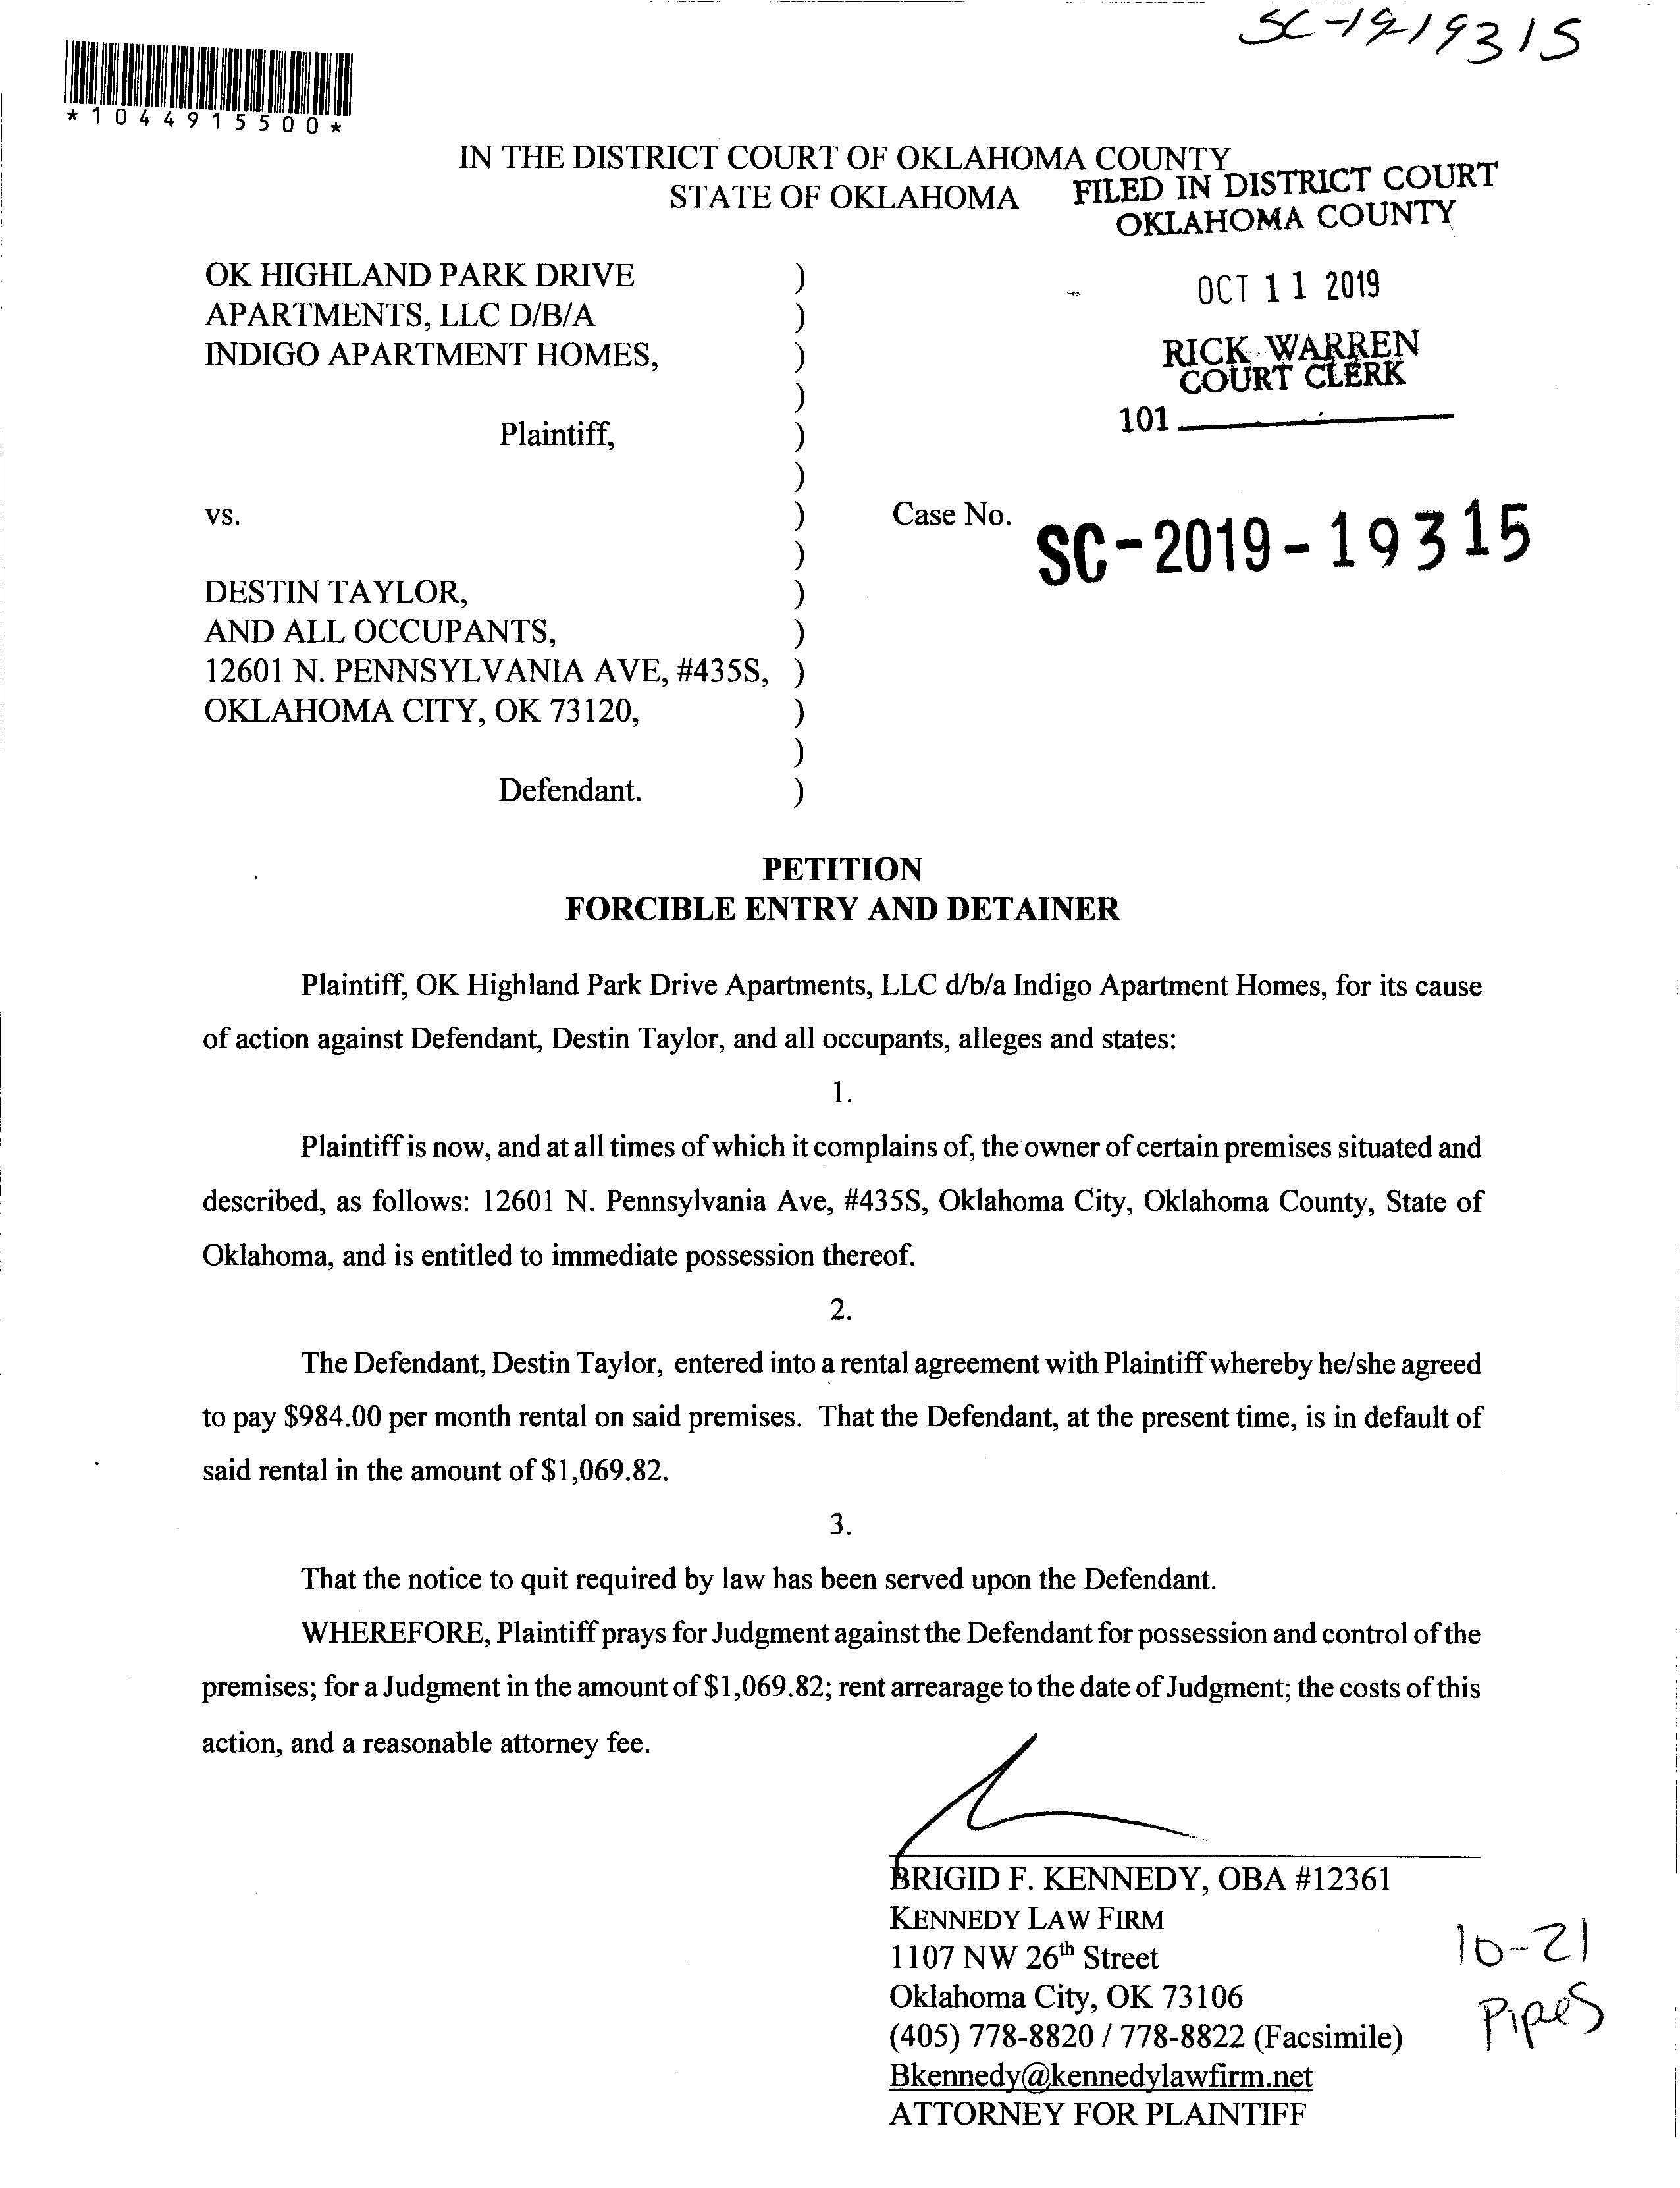 SC-19-19315
*1044915500*
IN THE DISTRICT COURT OF OKLAHOMA COUNTY
STATE OF OKLAHOMA
FILED IN DISTRICT COURT
OKLAHOMA COUNTY
OCT 11 2019
RICK WARREN
COURT CLERK
101
OK HIGHLAND PARK DRIVE )
APARTMENTS, LLC D/B/A )
INDIGO APARTMENT HOMES, )
)
Plaintiff, )
)
vs. ) Case No. SC-2019-19315
)
DESTIN TAYLOR, )
AND ALL OCCUPANTS, )
12601 N. PENNSYLVANIA AVE, #435S, )
OKLAHOMA CITY, OK 73120, )
)
Defendant. )
PETITION
FORCIBLE ENTRY AND DETAINER
Plaintiff, OK Highland Park Drive Apartments, LLC d/b/a Indigo Apartment Homes, for its cause
of action against Defendant, Destin Taylor, and all occupants, alleges and states:
1.
Plaintiff is now, and at all times of which it complains of, the owner of certain premises situated and
described, as follows: 12601 N. Pennsylvania Ave, #435S, Oklahoma City, Oklahoma County, State of
Oklahoma, and is entitled to immediate possession thereof.
2.
The Defendant, Destin Taylor, entered into a rental agreement with Plaintiff whereby he/she agreed
to pay $984.00 per month rental on said premises. That the Defendant, at the present time, is in default of
said rental in the amount of $1,069.82.
3.
That the notice to quit required by law has been served upon the Defendant.
WHEREFORE, Plaintiff prays for Judgment against the Defendant for possession and control of the
premises; for a Judgment in the amount of $1,069.82; rent arrearage to the date of Judgment; the costs of this
action, and a reasonable attorney fee.
BRIGID F. KENNEDY, OBA #12361
KENNEDY LAW FIRM
1107 NW 26th Street
Oklahoma City, OK 73106
(405) 778-8820 / 778-8822 (Facsimile)
Bkennedy@kennedylawfirm.net
ATTORNEY FOR PLAINTIFF
10-21
Pipes